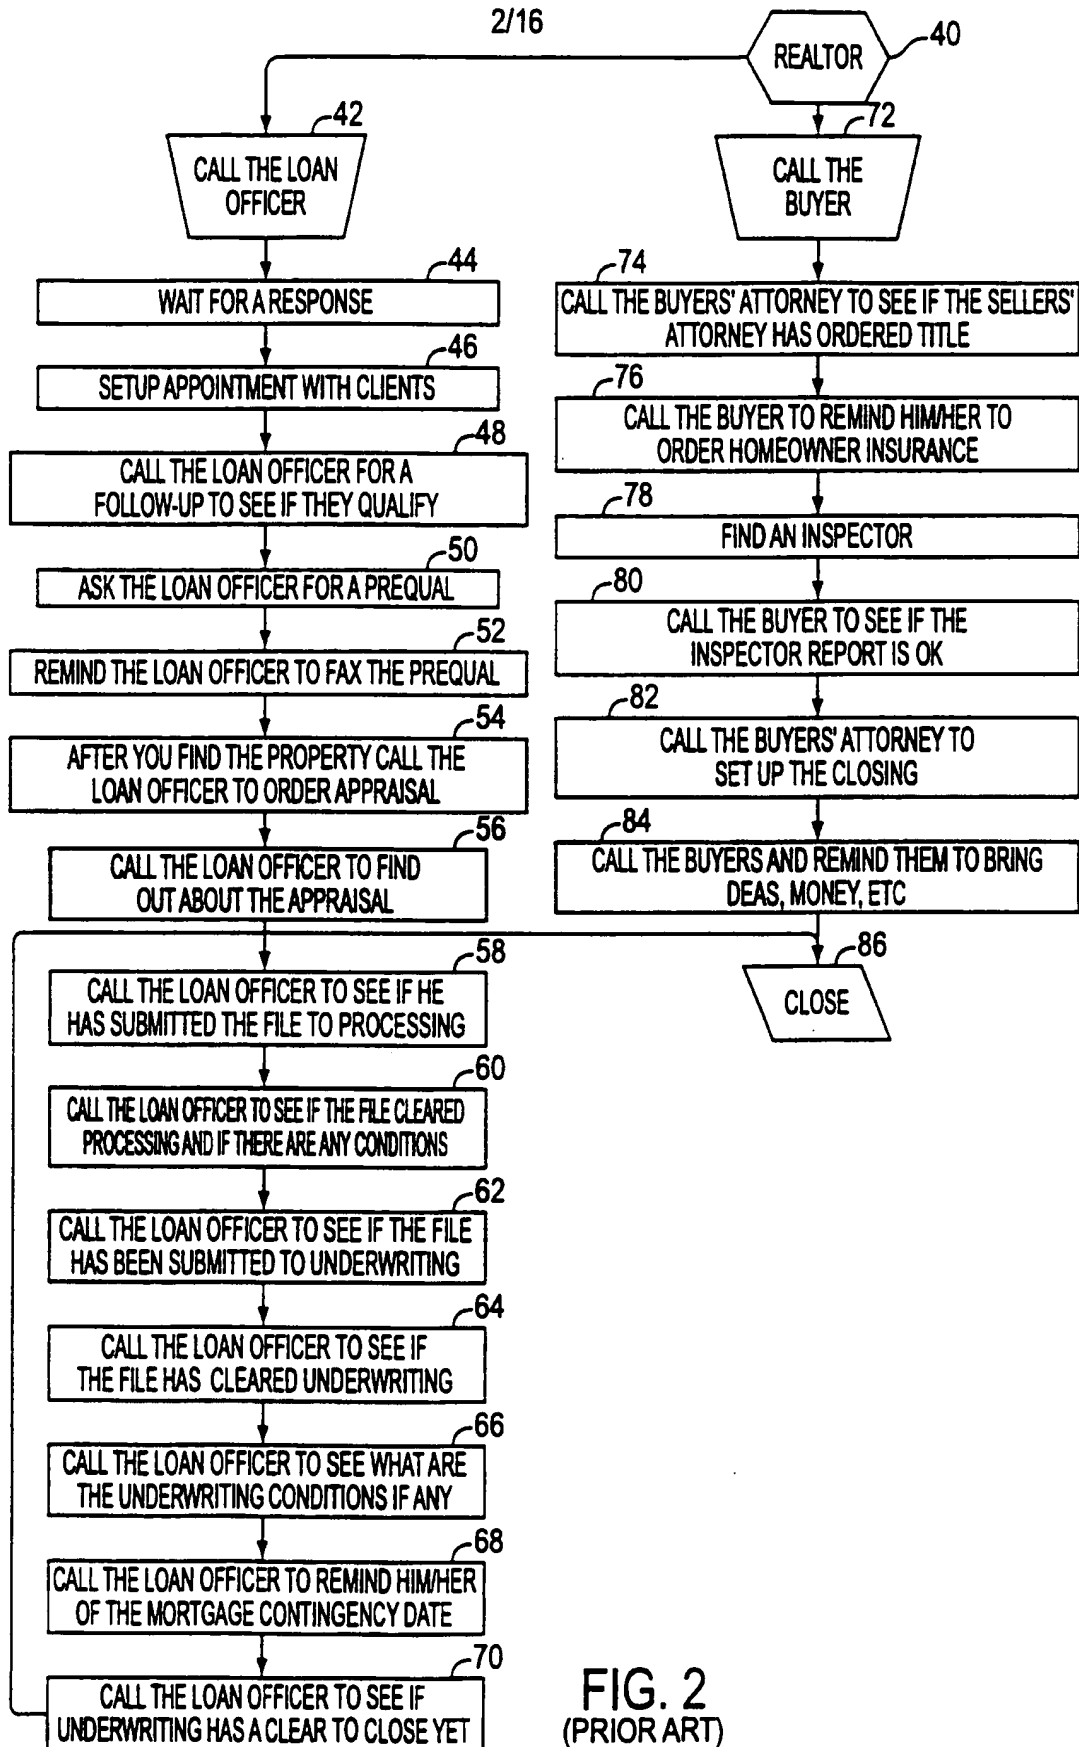 2/16
REALTOR
40
42
CALL THE LOAN
OFFICER
44
WAIT FOR A RESPONSE
46
SETUP APPOINTMENT WITH CLIENTS
48
CALL THE LOAN OFFICER FOR A
FOLLOW-UP TO SEE IF THEY QUALIFY
50
ASK THE LOAN OFFICER FOR A PREQUAL
52
REMIND THE LOAN OFFICER TO FAX THE PREQUAL
54
AFTER YOU FIND THE PROPERTY CALL THE
LOAN OFFICER TO ORDER APPRAISAL
56
CALL THE LOAN OFFICER TO FIND
OUT ABOUT THE APPRAISAL
58
CALL THE LOAN OFFICER TO SEE IF HE
HAS SUBMITTED THE FILE TO PROCESSING
60
CALL THE LOAN OFFICER TO SEE IF THE FILE CLEARED
PROCESSING AND IF THERE ARE ANY CONDITIONS
62
CALL THE LOAN OFFICER TO SEE IF THE FILE
HAS BEEN SUBMITTED TO UNDERWRITING
64
CALL THE LOAN OFFICER TO SEE IF
THE FILE HAS CLEARED UNDERWRITING
66
CALL THE LOAN OFFICER TO SEE WHAT ARE
THE UNDERWRITING CONDITIONS IF ANY
68
CALL THE LOAN OFFICER TO REMIND HIM/HER
OF THE MORTGAGE CONTINGENCY DATE
70
CALL THE LOAN OFFICER TO SEE IF
UNDERWRITING HAS A CLEAR TO CLOSE YET
72
CALL THE
BUYER
74
CALL THE BUYERS' ATTORNEY TO SEE IF THE SELLERS'
ATTORNEY HAS ORDERED TITLE
76
CALL THE BUYER TO REMIND HIM/HER TO
ORDER HOMEOWNER INSURANCE
78
FIND AN INSPECTOR
80
CALL THE BUYER TO SEE IF THE
INSPECTOR REPORT IS OK
82
CALL THE BUYERS' ATTORNEY TO
SET UP THE CLOSING
84
CALL THE BUYERS AND REMIND THEM TO BRING
DEAS, MONEY, ETC
86
CLOSE
FIG. 2
(PRIOR ART)